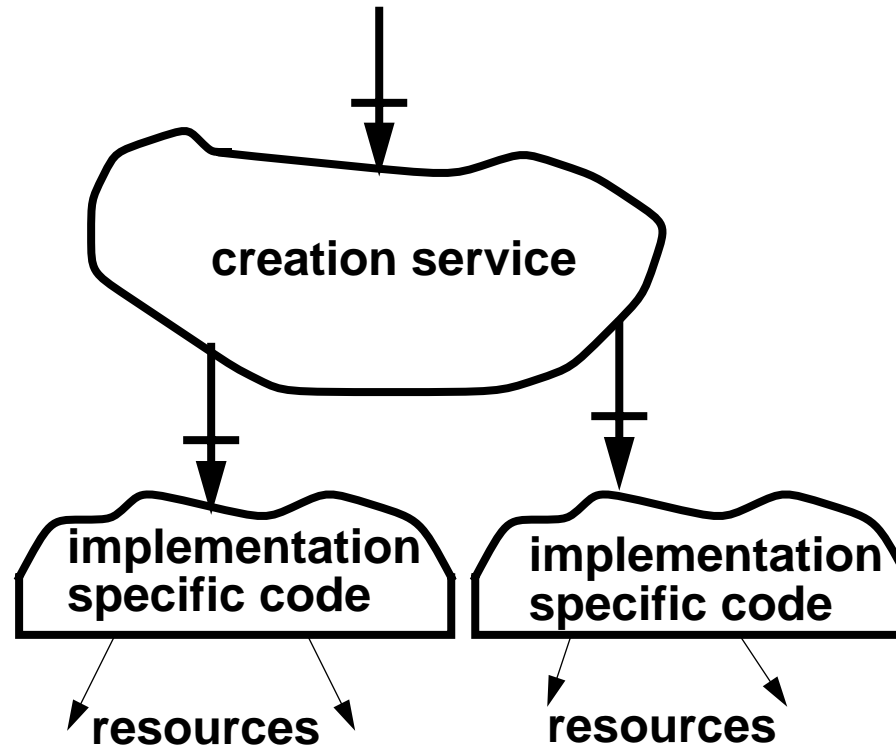 creation service
implementation
specific code
implementation
specific code
resources
resources